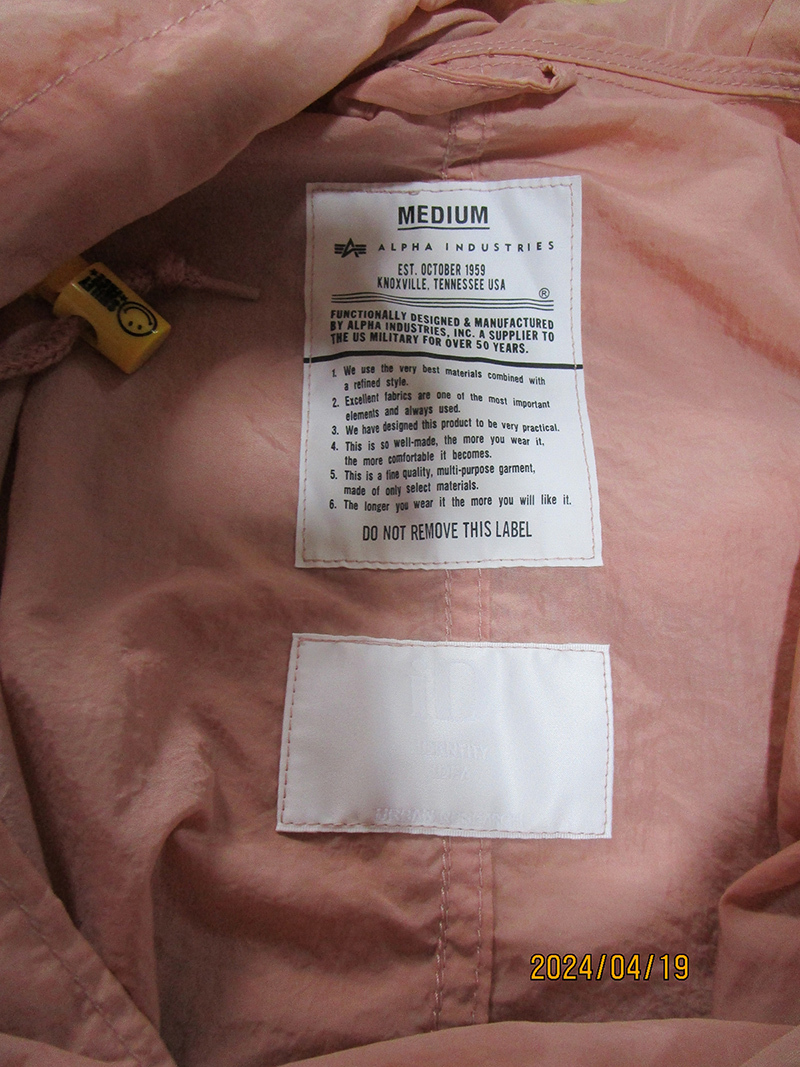 MEDIUM
ALPHA INDUSTRIES
EST. OCTOBER 1959
KNOXVILLE, TENNESSEE USA
®
FUNCTIONALLY DESIGNED & MANUFACTURED
BY ALPHA INDUSTRIES, INC. A SUPPLIER TO
THE US MILITARY FOR OVER 50 YEARS.
1. We use the very best materials combined with
a refined style.
2. Excellent fabrics are one of the most important
elements and always used.
3. We have designed this product to be very practical.
4. This is so well-made, the more you wear it,
the more comfortable it becomes.
5. This is a fine quality, multi-purpose garment,
made of only select materials.
6. The longer you wear it the more you will like it.
DO NOT REMOVE THIS LABEL
iD
IDENTITY
2024/04/19